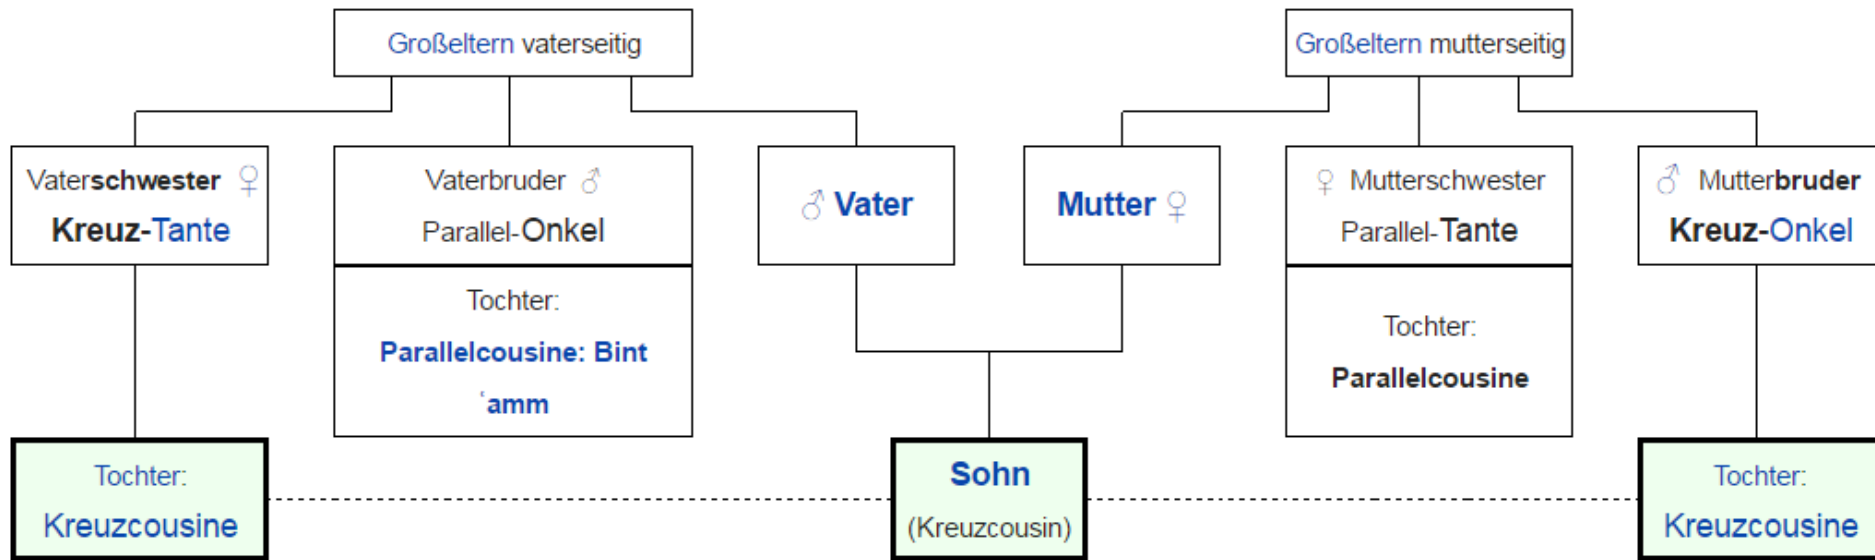 Großeltern vaterseitig
Großeltern mutterseitig
Vaterschwester ♀
Kreuz-Tante
Vaterbruder ♂
Parallel-Onkel
♂ Vater
Mutter ♀
♀ Mutterschwester
Parallel-Tante
♂ Mutterbruder
Kreuz-Onkel
Tochter:
Parallelcousine: Bint
ʿamm
Tochter:
Parallelcousine
Tochter:
Kreuzcousine
Sohn
(Kreuzcousin)
Tochter:
Kreuzcousine